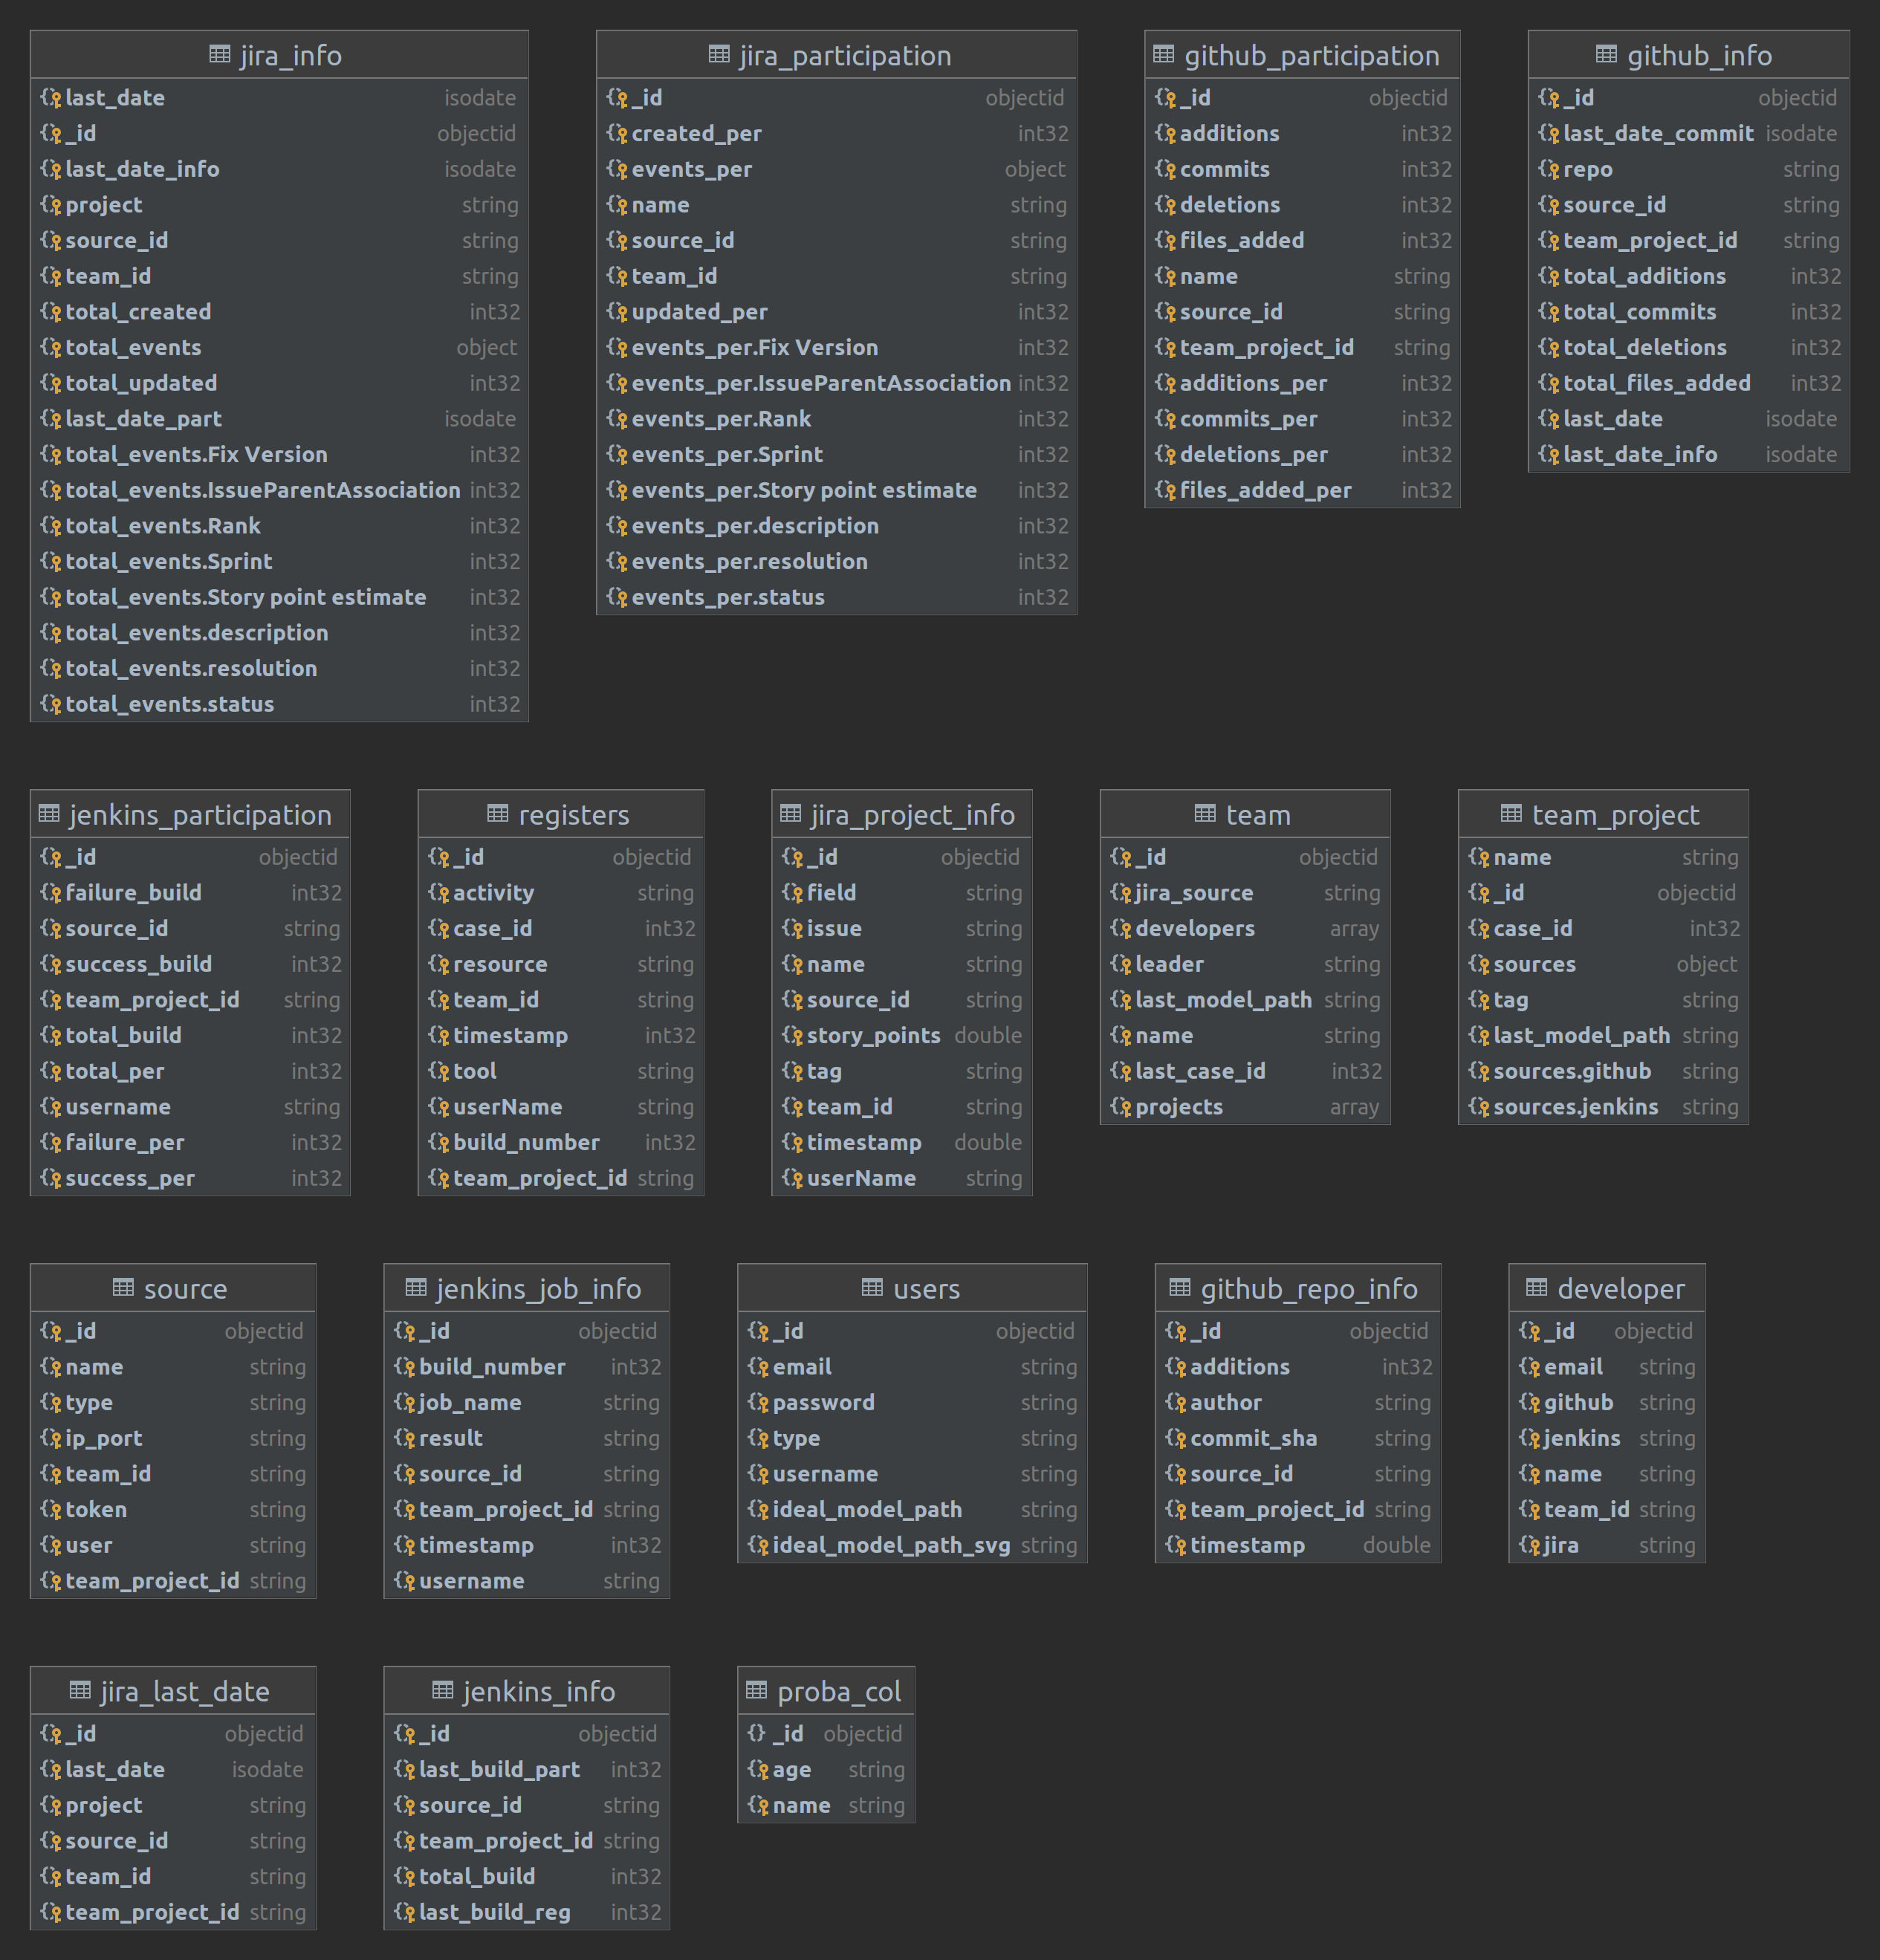 jira_info
last_date isodate
_id objectid
last_date_info isodate
project string
source_id string
team_id string
total_created int32
total_events object
total_updated int32
last_date_part isodate
total_events.Fix Version int32
total_events.IssueParentAssociation int32
total_events.Rank int32
total_events.Sprint int32
total_events.Story point estimate int32
total_events.description int32
total_events.resolution int32
total_events.status int32
jira_participation
_id objectid
created_per int32
events_per object
name string
source_id string
team_id string
updated_per int32
events_per.Fix Version int32
events_per.IssueParentAssociation int32
events_per.Rank int32
events_per.Sprint int32
events_per.Story point estimate int32
events_per.description int32
events_per.resolution int32
events_per.status int32
github_participation
_id objectid
additions int32
commits int32
deletions int32
files_added int32
name string
source_id string
team_project_id string
additions_per int32
commits_per int32
deletions_per int32
files_added_per int32
github_info
_id objectid
last_date_commit isodate
repo string
source_id string
team_project_id string
total_additions int32
total_commits int32
total_deletions int32
total_files_added int32
last_date isodate
last_date_info isodate
jenkins_participation
_id objectid
failure_build int32
source_id string
success_build int32
team_project_id string
total_build int32
total_per int32
username string
failure_per int32
success_per int32
registers
_id objectid
activity string
case_id int32
resource string
team_id string
timestamp int32
tool string
userName string
build_number int32
team_project_id string
jira_project_info
_id objectid
field string
issue string
name string
source_id string
story_points double
tag string
team_id string
timestamp double
userName string
team
_id objectid
jira_source string
developers array
leader string
last_model_path string
name string
last_case_id int32
projects array
team_project
name string
_id objectid
case_id int32
sources object
tag string
last_model_path string
sources.github string
sources.jenkins string
source
_id objectid
name string
type string
ip_port string
team_id string
token string
user string
team_project_id string
jenkins_job_info
_id objectid
build_number int32
job_name string
result string
source_id string
team_project_id string
timestamp int32
username string
users
_id objectid
email string
password string
type string
username string
ideal_model_path string
ideal_model_path_svg string
github_repo_info
_id objectid
additions int32
author string
commit_sha string
source_id string
team_project_id string
timestamp double
developer
_id objectid
email string
github string
jenkins string
name string
team_id string
jira string
jira_last_date
_id objectid
last_date isodate
project string
source_id string
team_id string
team_project_id string
jenkins_info
_id objectid
last_build_part int32
source_id string
team_project_id string
total_build int32
last_build_reg int32
proba_col
_id objectid
age string
name string